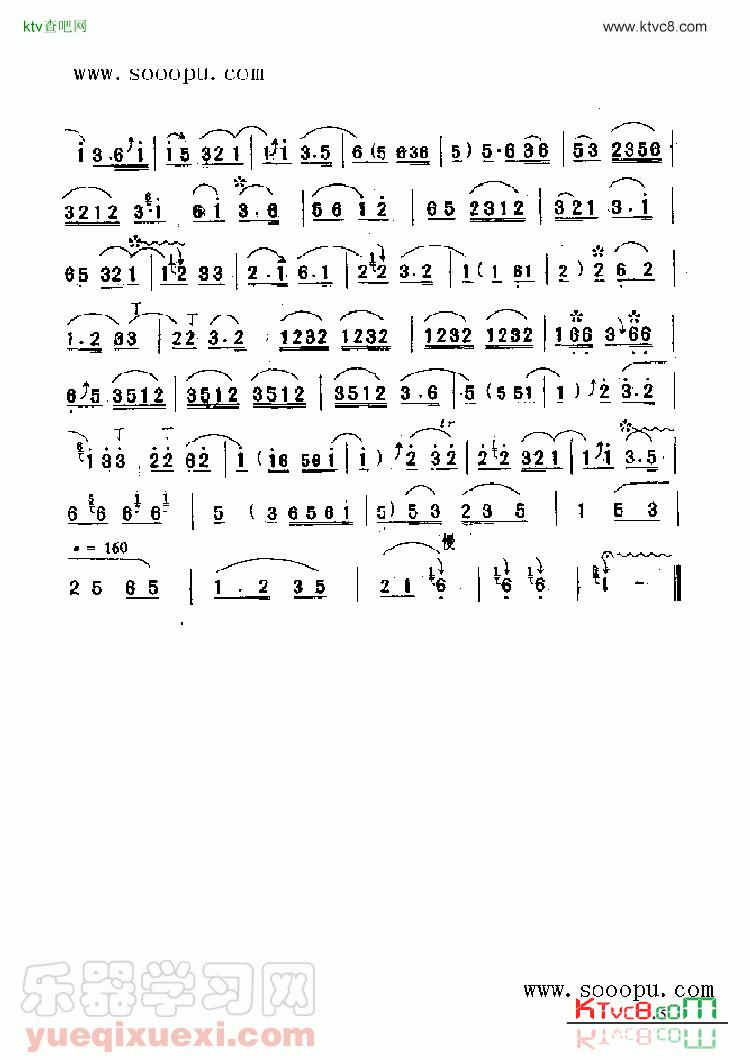 ktv查吧网
www.ktvc8.com
www.sooopu.com
1 3.6 1 | 1 5 3 2 1 | 1 1 3.5 | 6 (5 6 3 6 | 5) 5.6 3 6 | 5 3 2 3 5 6
3 2 1 2 3.1 6 1 3.6 | 5 6 1 2 | 6 5 2 3 1 2 | 3 2 1 3.1 |
6 5 3 2 1 | 1 2 3 3 | 2.1 6.1 | 2 2 3.2 | 1 (1 6 1 | 2) 2 6 2 |
1.2 3 3 | 2 2 3.2 1 2 3 2 1 2 3 2 | 1 2 3 2 1 2 3 2 | 1 6 6 3 6 6
6 5 3 5 1 2 | 3 5 1 2 3 5 1 2 | 3 5 1 2 3.6 | 5 (5 5 1 | 1) 2 3.2 |
1 3 3 2 2 6 2 | 1 (1 6 5 6 1 | 1) 2 3 2 | 2 2 3 2 1 | 1 1 3.5 |
6 6 6 6 | 5 (3 6 5 6 1 | 5) 5 3 2 3 5 | 1 5 3 |
= 160
慢
2 5 6 5 | 1.2 3 5 | 2 1 6 | 6 6 | 1 - ||
乐器学习网
yueqixuexi.com
www.sooopu.com
KTvc8.com